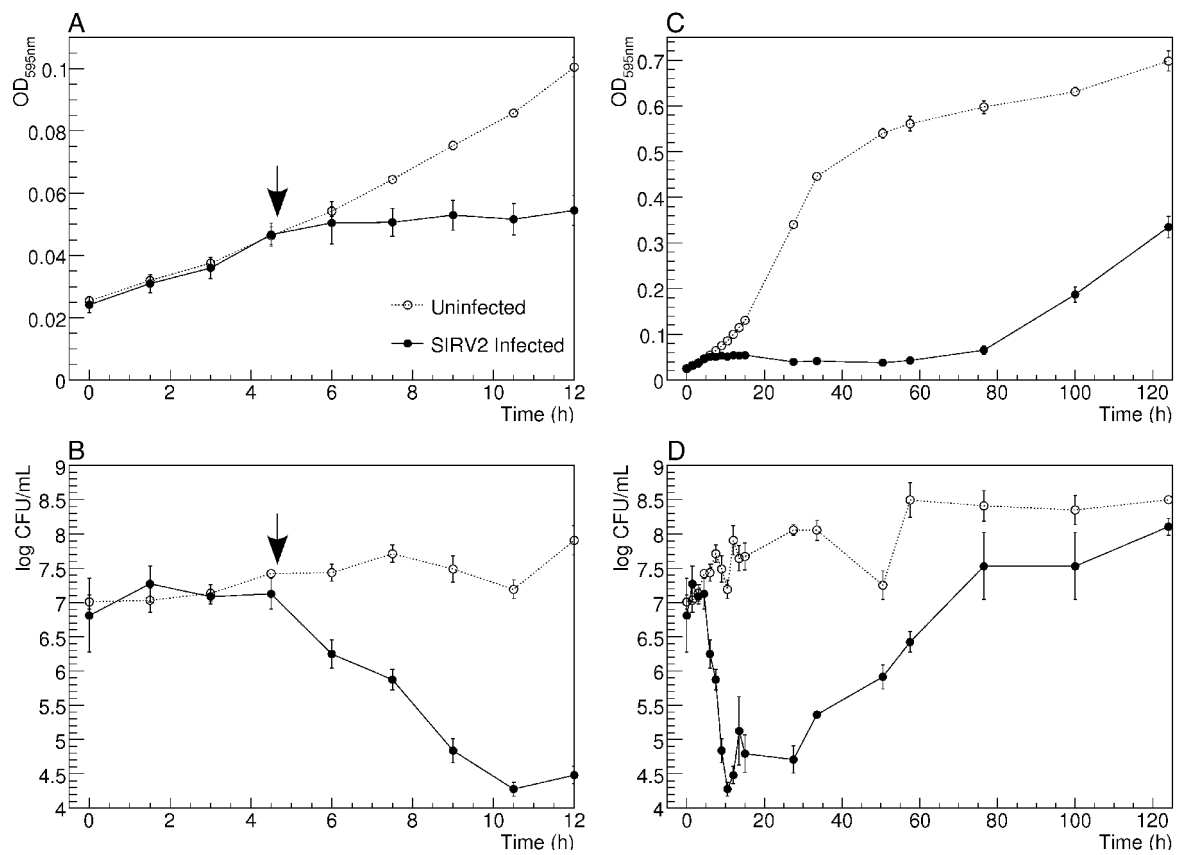 A
OD595nm
0.1
0.08
0.06
0.04
0.02
0
0 2 4 6 8 10 12
Time (h)
Uninfected
SIRV2 Infected
C
OD595nm
0.7
0.6
0.5
0.4
0.3
0.2
0.1
0
0 20 40 60 80 100 120
Time (h)
B
log CFU/mL
9
8.5
8
7.5
7
6.5
6
5.5
5
4.5
4
0 2 4 6 8 10 12
Time (h)
D
log CFU/mL
9
8.5
8
7.5
7
6.5
6
5.5
5
4.5
4
0 20 40 60 80 100 120
Time (h)